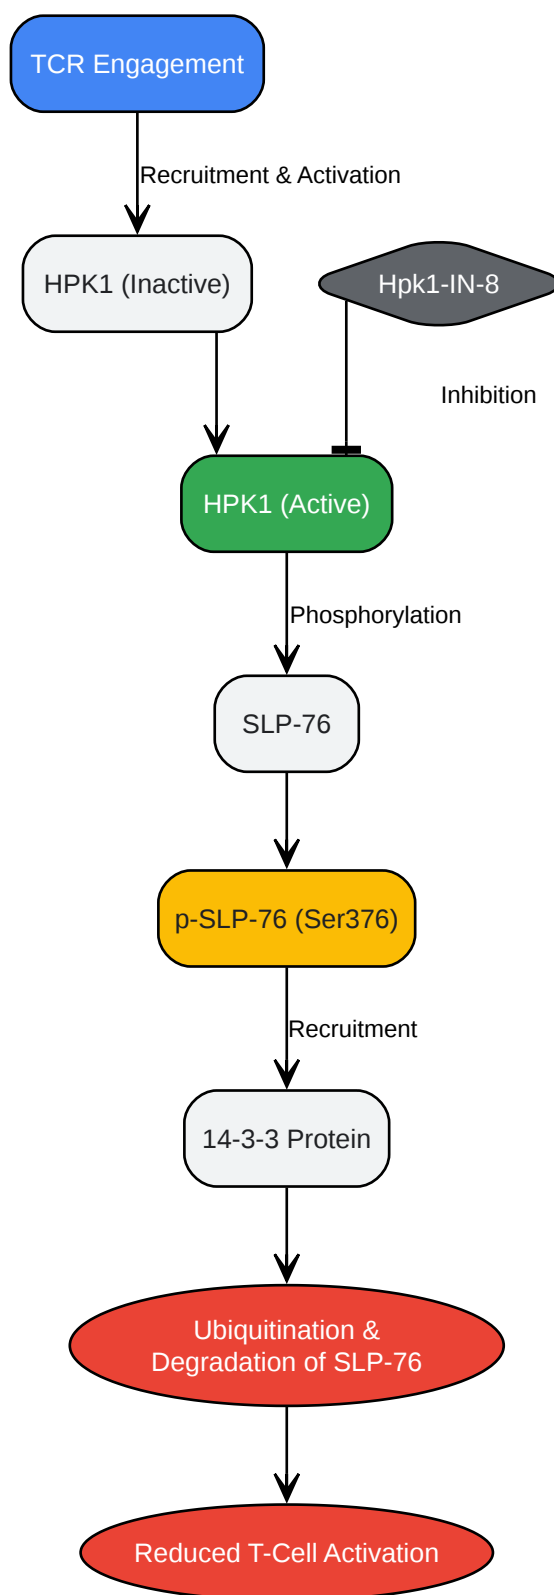 TCR Engagement
Recruitment & Activation
HPK1 (Inactive)
Hpk1-IN-8
Inhibition
HPK1 (Active)
Phosphorylation
SLP-76
p-SLP-76 (Ser376)
Recruitment
14-3-3 Protein
Ubiquitination &
Degradation of SLP-76
Reduced T-Cell Activation